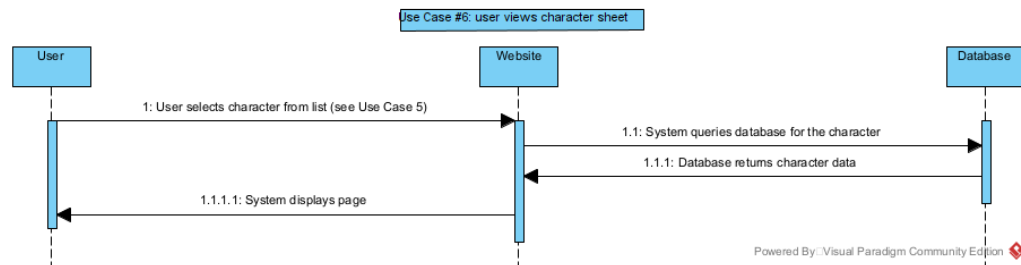 Use Case #6: user views character sheet
User
Website
Database
1: User selects character from list (see Use Case 5)
1.1: System queries database for the character
1.1.1: Database returns character data
1.1.1.1: System displays page
Powered By Visual Paradigm Community Edition